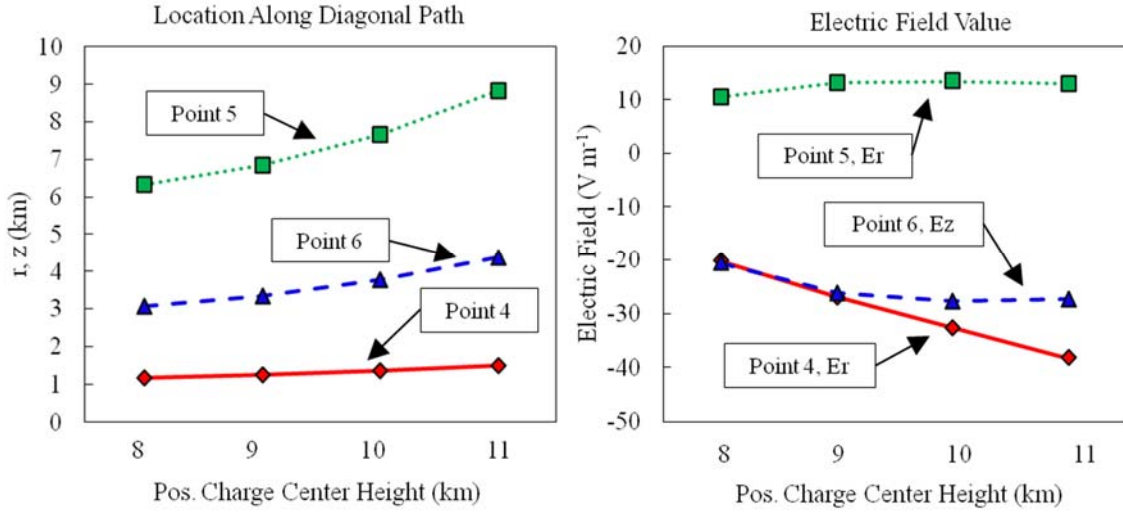 Location Along Diagonal Path
10
9
8
7
6
5
4
3
2
1
0
r, z (km)
Point 5
Point 6
Point 4
8 9 10 11
Pos. Charge Center Height (km)
Electric Field Value
20
10
0
-10
-20
-30
-40
-50
Electric Field (V m⁻¹)
Point 5, Er
Point 6, Ez
Point 4, Er
8 9 10 11
Pos. Charge Center Height (km)